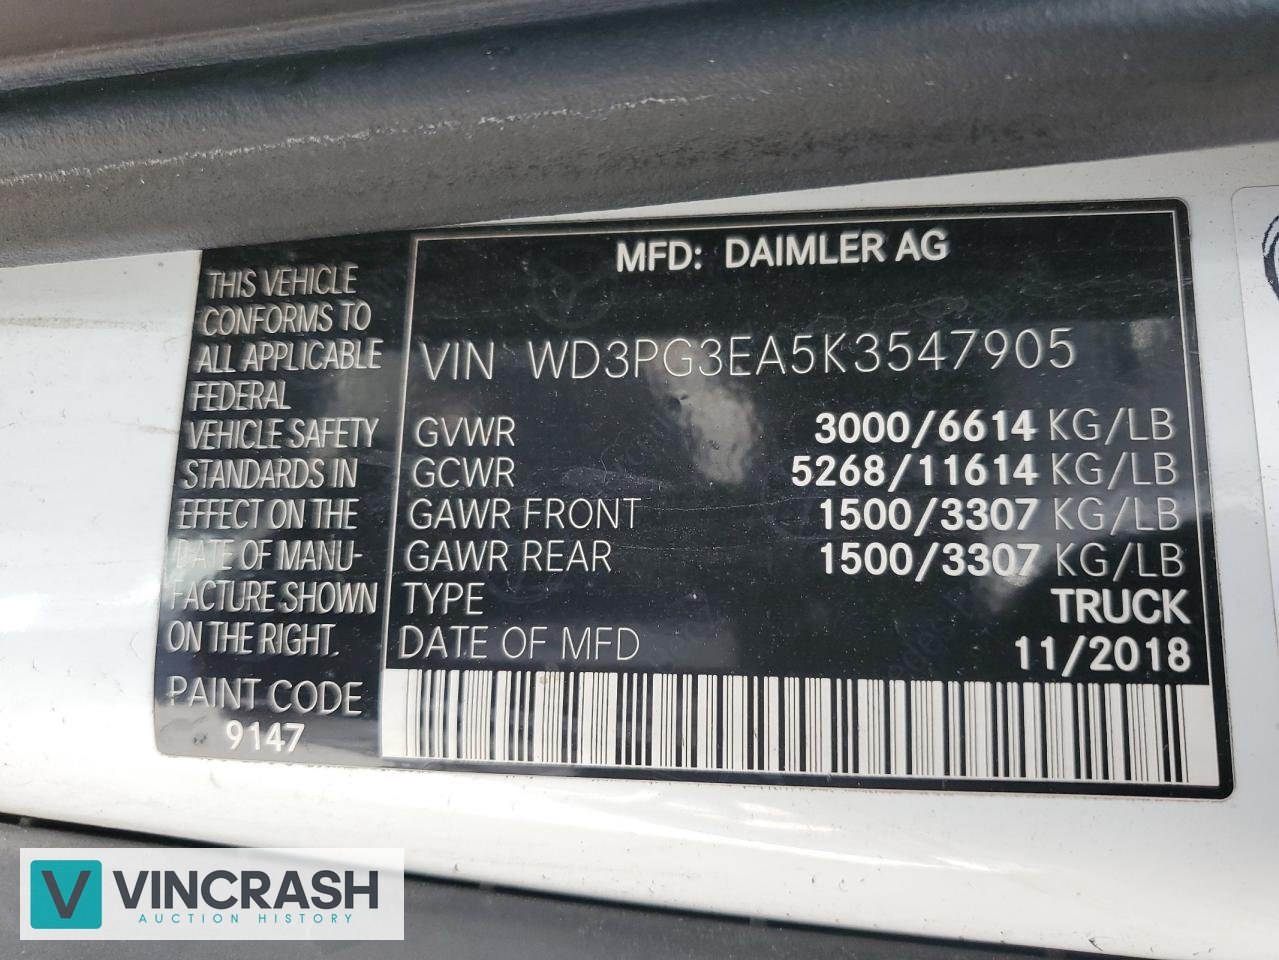 THIS VEHICLE
CONFORMS TO
ALL APPLICABLE
FEDERAL
VEHICLE SAFETY
STANDARDS IN
EFFECT ON THE
DATE OF MANU-
FACTURE SHOWN
ON THE RIGHT.
PAINT CODE
9147
MFD: DAIMLER AG
VIN WD3PG3EA5K3547905
GVWR 3000/6614 KG/LB
GCWR 5268/11614 KG/LB
GAWR FRONT 1500/3307 KG/LB
GAWR REAR 1500/3307 KG/LB
TYPE TRUCK
DATE OF MFD 11/2018
V VINCRASH
AUCTION HISTORY